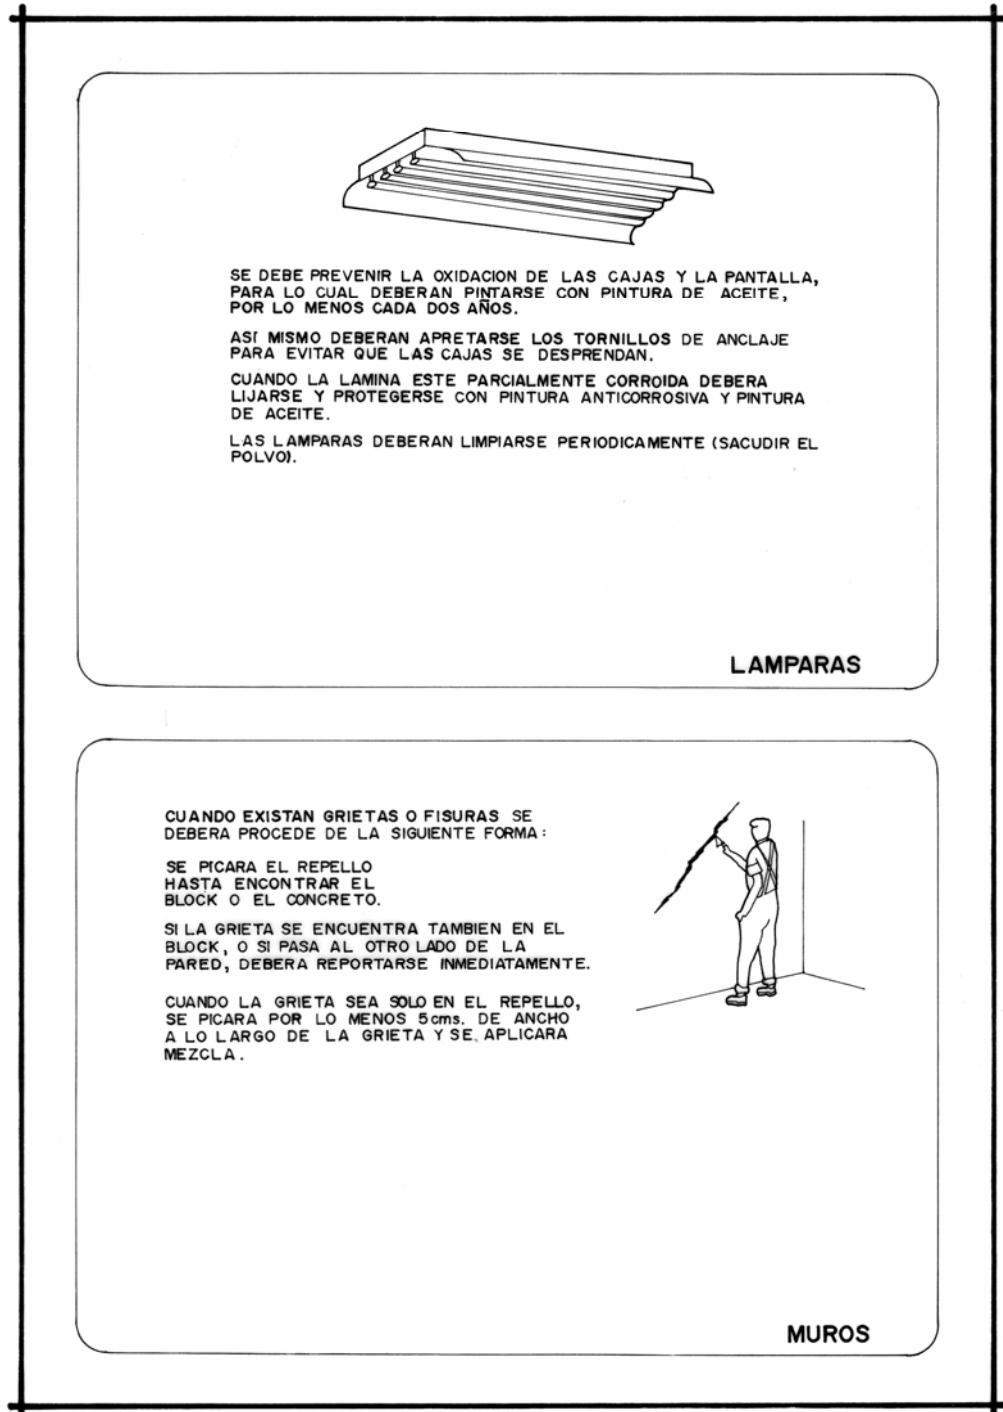 SE DEBE PREVENIR LA OXIDACION DE LAS CAJAS Y LA PANTALLA,
PARA LO CUAL DEBERAN PINTARSE CON PINTURA DE ACEITE,
POR LO MENOS CADA DOS AÑOS.
ASÍ MISMO DEBERAN APRETARSE LOS TORNILLOS DE ANCLAJE
PARA EVITAR QUE LAS CAJAS SE DESPRENDAN.
CUANDO LA LAMINA ESTE PARCIALMENTE CORROIDA DEBERA
LIJARSE Y PROTEGERSE CON PINTURA ANTICORROSIVA Y PINTURA
DE ACEITE.
LAS LAMPARAS DEBERAN LIMPIARSE PERIODICAMENTE (SACUDIR EL
POLVO).
LAMPARAS
CUANDO EXISTAN GRIETAS O FISURAS SE
DEBERA PROCEDE DE LA SIGUIENTE FORMA:
SE PICARA EL REPELLO
HASTA ENCONTRAR EL
BLOCK O EL CONCRETO.
SI LA GRIETA SE ENCUENTRA TAMBIEN EN EL
BLOCK, O SI PASA AL OTRO LADO DE LA
PARED, DEBERA REPORTARSE INMEDIATAMENTE.
CUANDO LA GRIETA SEA SOLO EN EL REPELLO,
SE PICARA POR LO MENOS 5cms. DE ANCHO
A LO LARGO DE LA GRIETA Y SE APLICARA
MEZCLA.
MUROS